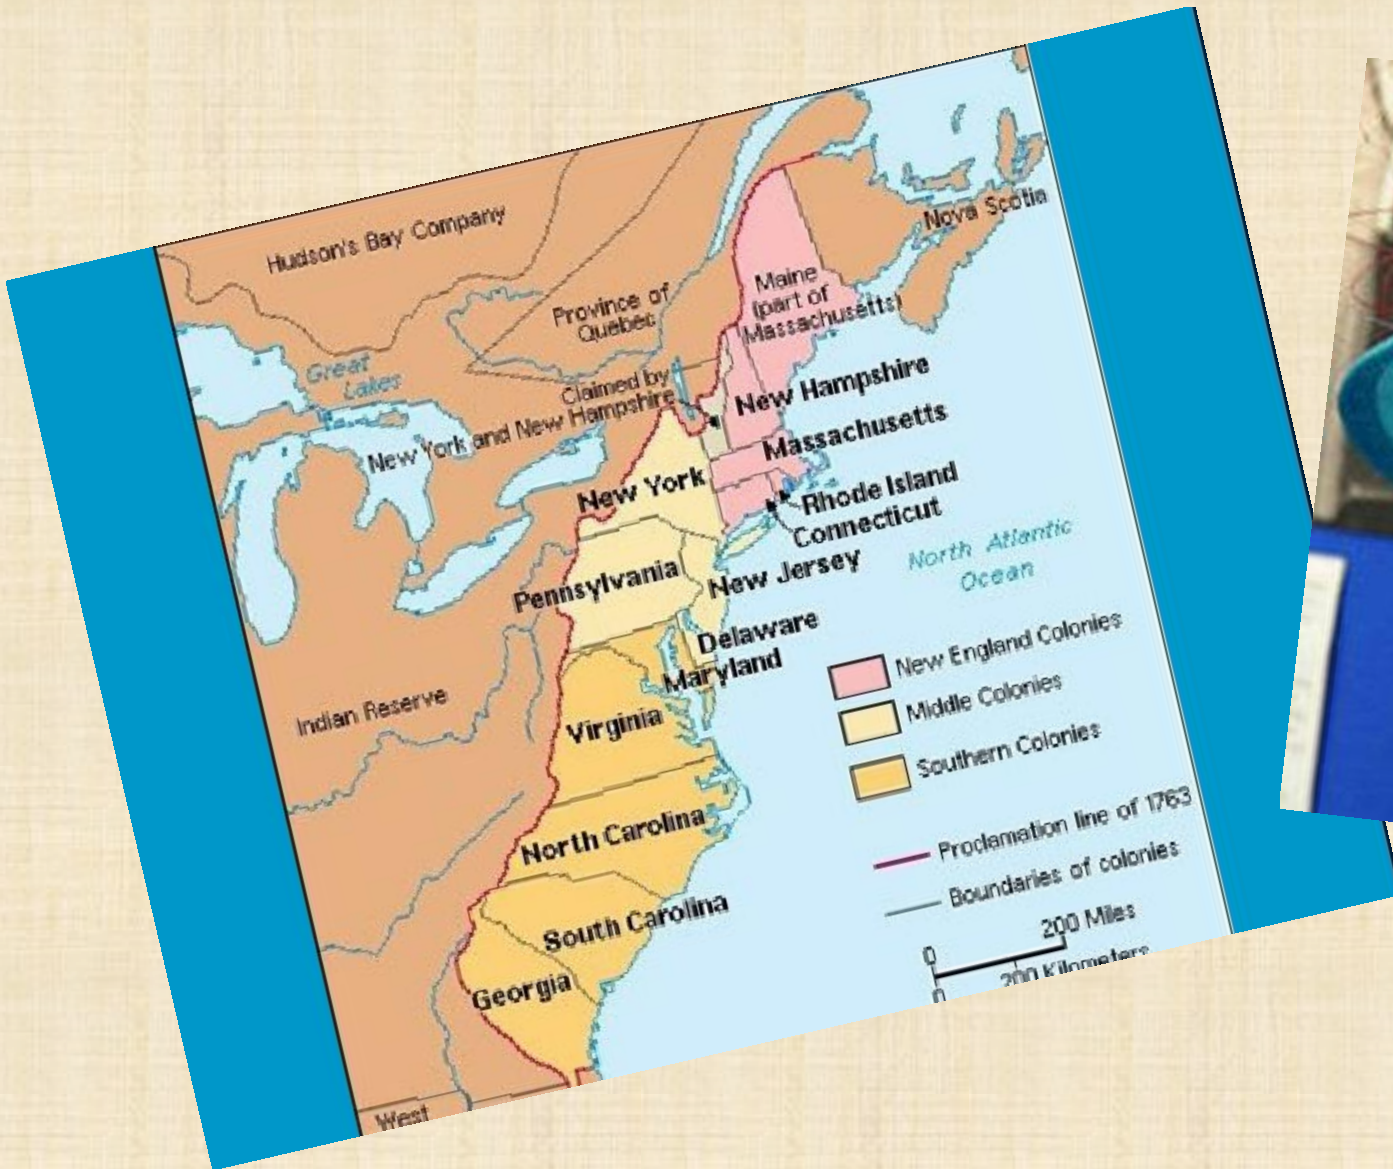 Hudson's Bay Company
Nova Scotia
Province of
Quebec
Maine
(part of
Massachusetts)
Great
Lakes
Claimed by
New York and New Hampshire
New Hampshire
Massachusetts
New York
Rhode Island
Connecticut
North Atlantic
Ocean
Pennsylvania
New Jersey
Delaware
Maryland
New England Colonies
Middle Colonies
Southern Colonies
Indian Reserve
Virginia
North Carolina
South Carolina
Georgia
Proclamation line of 1763
Boundaries of colonies
0
200 Miles
0
200 Kilometers
West